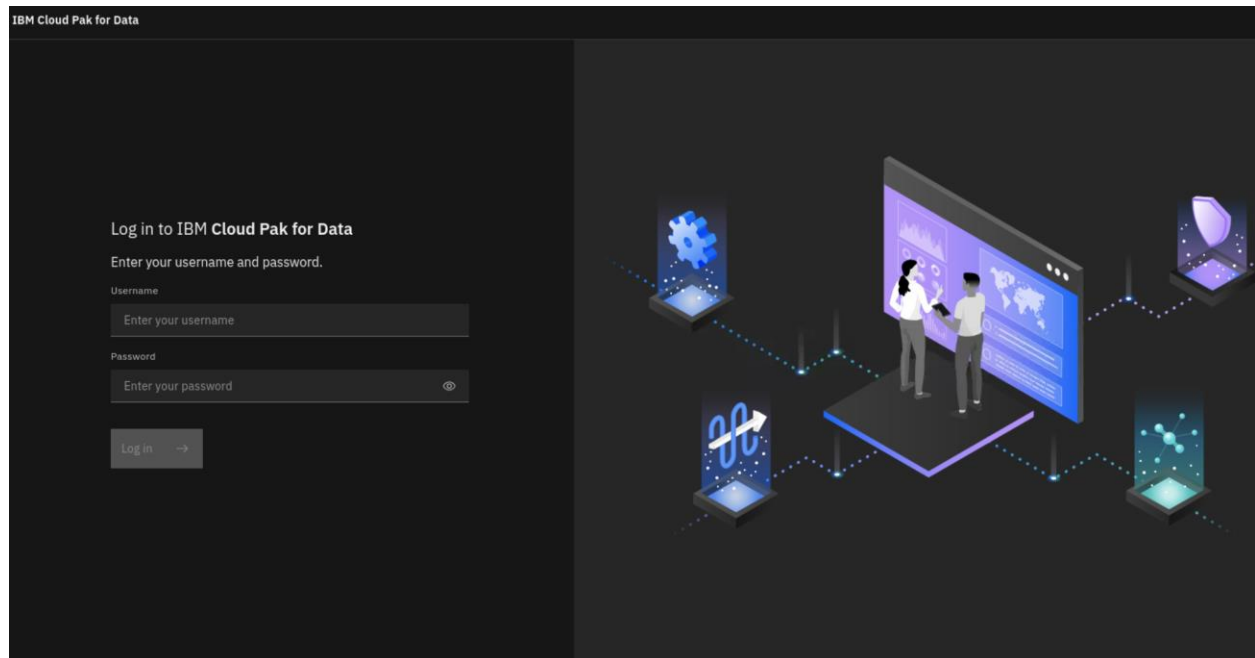 IBM Cloud Pak for Data
Log in to IBM Cloud Pak for Data
Enter your username and password.
Username
Enter your username
Password
Enter your password
Log in